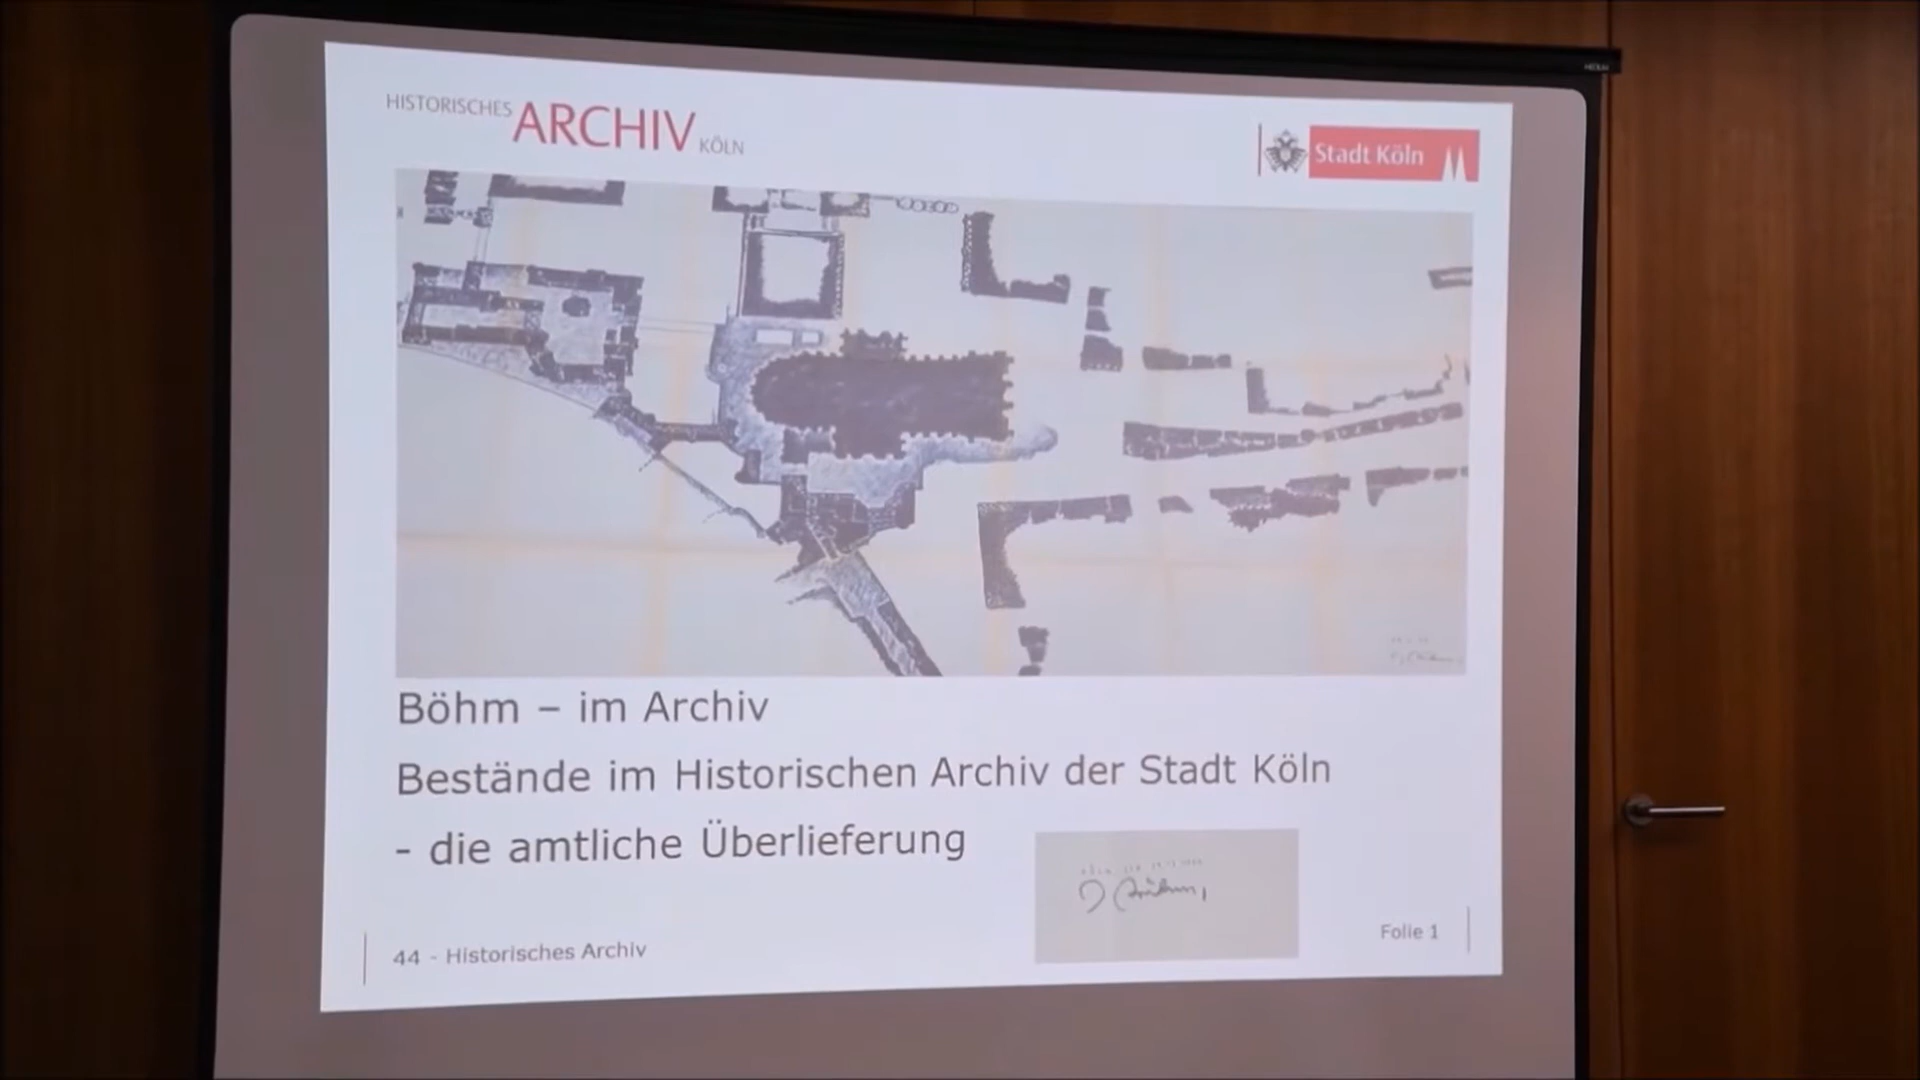 HISTORISCHES ARCHIV KÖLN
Stadt Köln
Böhm – im Archiv
Bestände im Historischen Archiv der Stadt Köln
- die amtliche Überlieferung
44 - Historisches Archiv
Folie 1